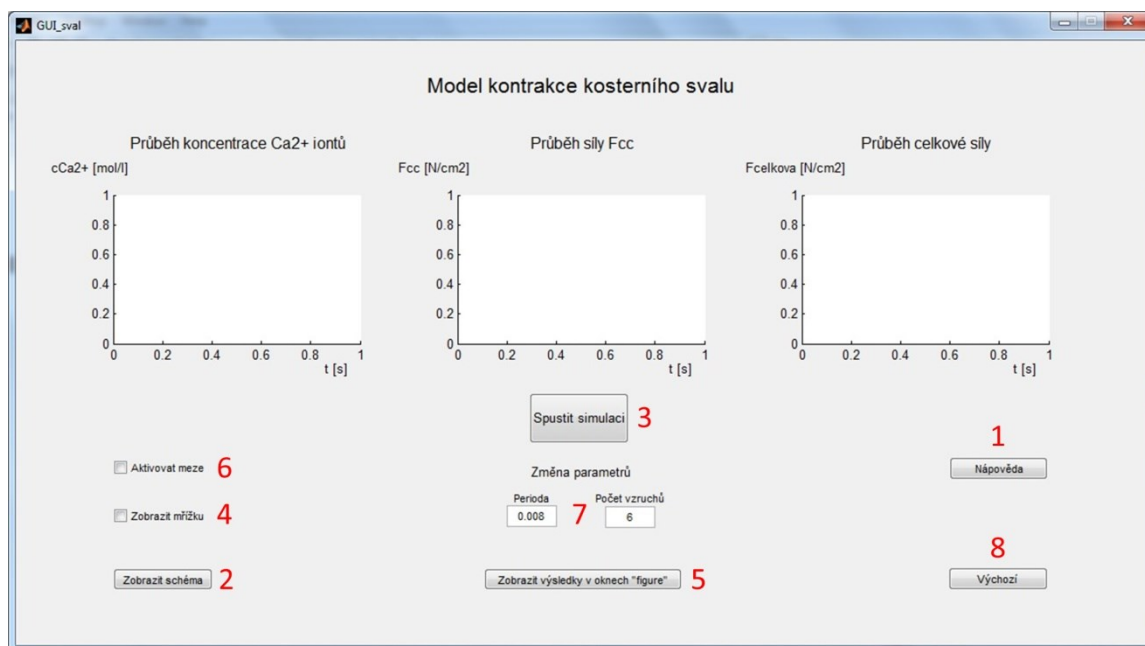 GUI_sval
Model kontrakce kosterního svalu
Průběh koncentrace Ca2+ iontů
cCa2+ [mol/l]
1
0.8
0.6
0.4
0.2
0
0 0.2 0.4 0.6 0.8 1
t [s]
Průběh síly Fcc
Fcc [N/cm2]
1
0.8
0.6
0.4
0.2
0
0 0.2 0.4 0.6 0.8 1
t [s]
Průběh celkové síly
Fcelkova [N/cm2]
1
0.8
0.6
0.4
0.2
0
0 0.2 0.4 0.6 0.8 1
t [s]
Spustit simulaci 3
1
Nápověda
Aktivovat meze 6
Změna parametrů
Perioda
Počet vzruchů
0.008 7 6
Zobrazit mřížku 4
8
Zobrazit schéma 2
Zobrazit výsledky v oknech "figure" 5
Výchozí